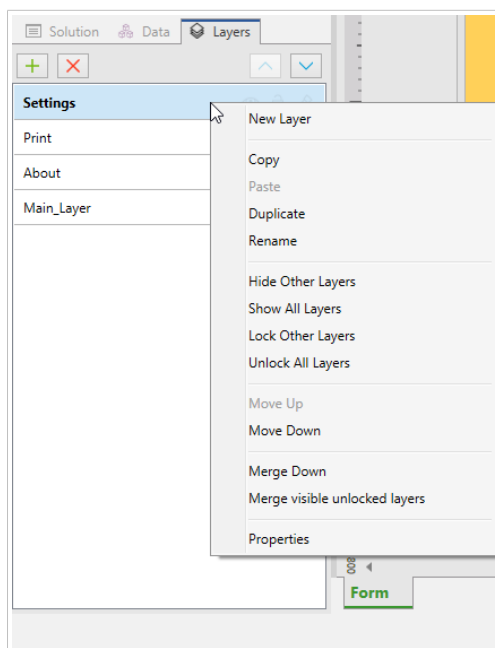 Solution Data Layers
Settings
New Layer
Print
Copy
About
Paste
Main_Layer
Duplicate
Rename
Hide Other Layers
Show All Layers
Lock Other Layers
Unlock All Layers
Move Up
Move Down
Merge Down
Merge visible unlocked layers
Properties
800
Form